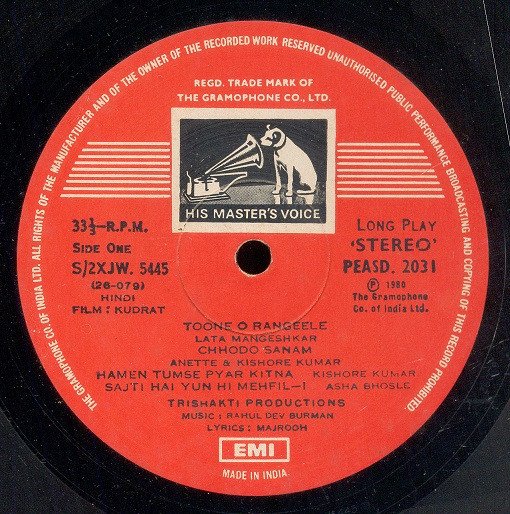 THE GRAMOPHONE CO. OF INDIA LTD. ALL RIGHTS OF THE MANUFACTURER AND OF THE OWNER OF THE RECORDED WORK RESERVED UNAUTHORISED PUBLIC PERFORMANCE BROADCASTING AND COPYING OF THIS RECORD PROHIBITED
REGD. TRADE MARK OF
THE GRAMOPHONE CO., LTD.
HIS MASTER'S VOICE
33⅓-R.P.M.
SIDE ONE
S/2XJW. 5445
(26-079)
HINDI
FILM : KUDRAT
LONG PLAY
'STEREO'
PEASD. 2031
Ⓟ 1980
The Gramophone
Co. of India Ltd.
TOONE O RANGEELE
LATA MANGESHKAR
CHHODO SANAM
ANETTE & KISHORE KUMAR
HAMEN TUMSE PYAR KITNA - KISHORE KUMAR
SAJTI HAI YUN HI MEHFIL-I ASHA BHOSLE
TRISHAKTI PRODUCTIONS
MUSIC : RAHUL DEV BURMAN
LYRICS : MAJROOH
EMI
MADE IN INDIA